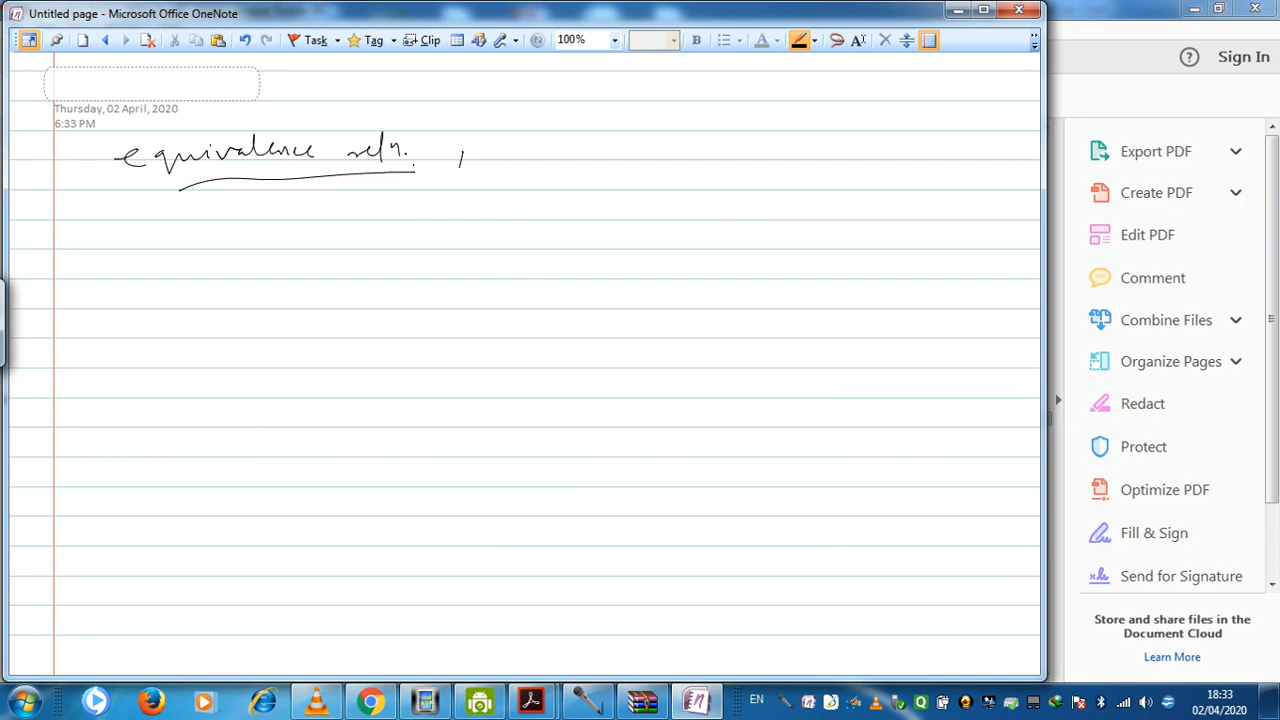 Untitled page - Microsoft Office OneNote
Task Tag Clip 100% B A A
Sign In
Thursday, 02 April, 2020
6:33 PM
equivalence reln.
Export PDF
Create PDF
Edit PDF
Comment
Combine Files
Organize Pages
Redact
Protect
Optimize PDF
Fill & Sign
Send for Signature
Store and share files in the
Document Cloud
Learn More
EN
18:33
02/04/2020